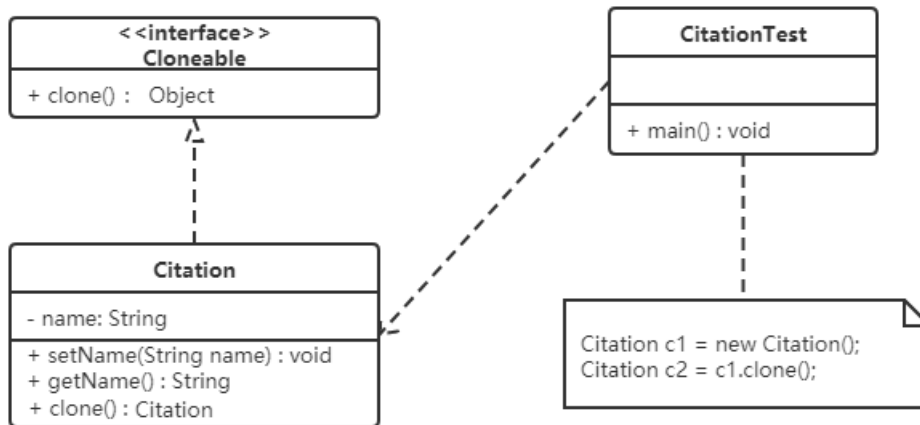 <<interface>>
Cloneable
+ clone() : Object
CitationTest
+ main() : void
Citation
- name: String
+ setName(String name) : void
+ getName() : String
+ clone() : Citation
Citation c1 = new Citation();
Citation c2 = c1.clone();